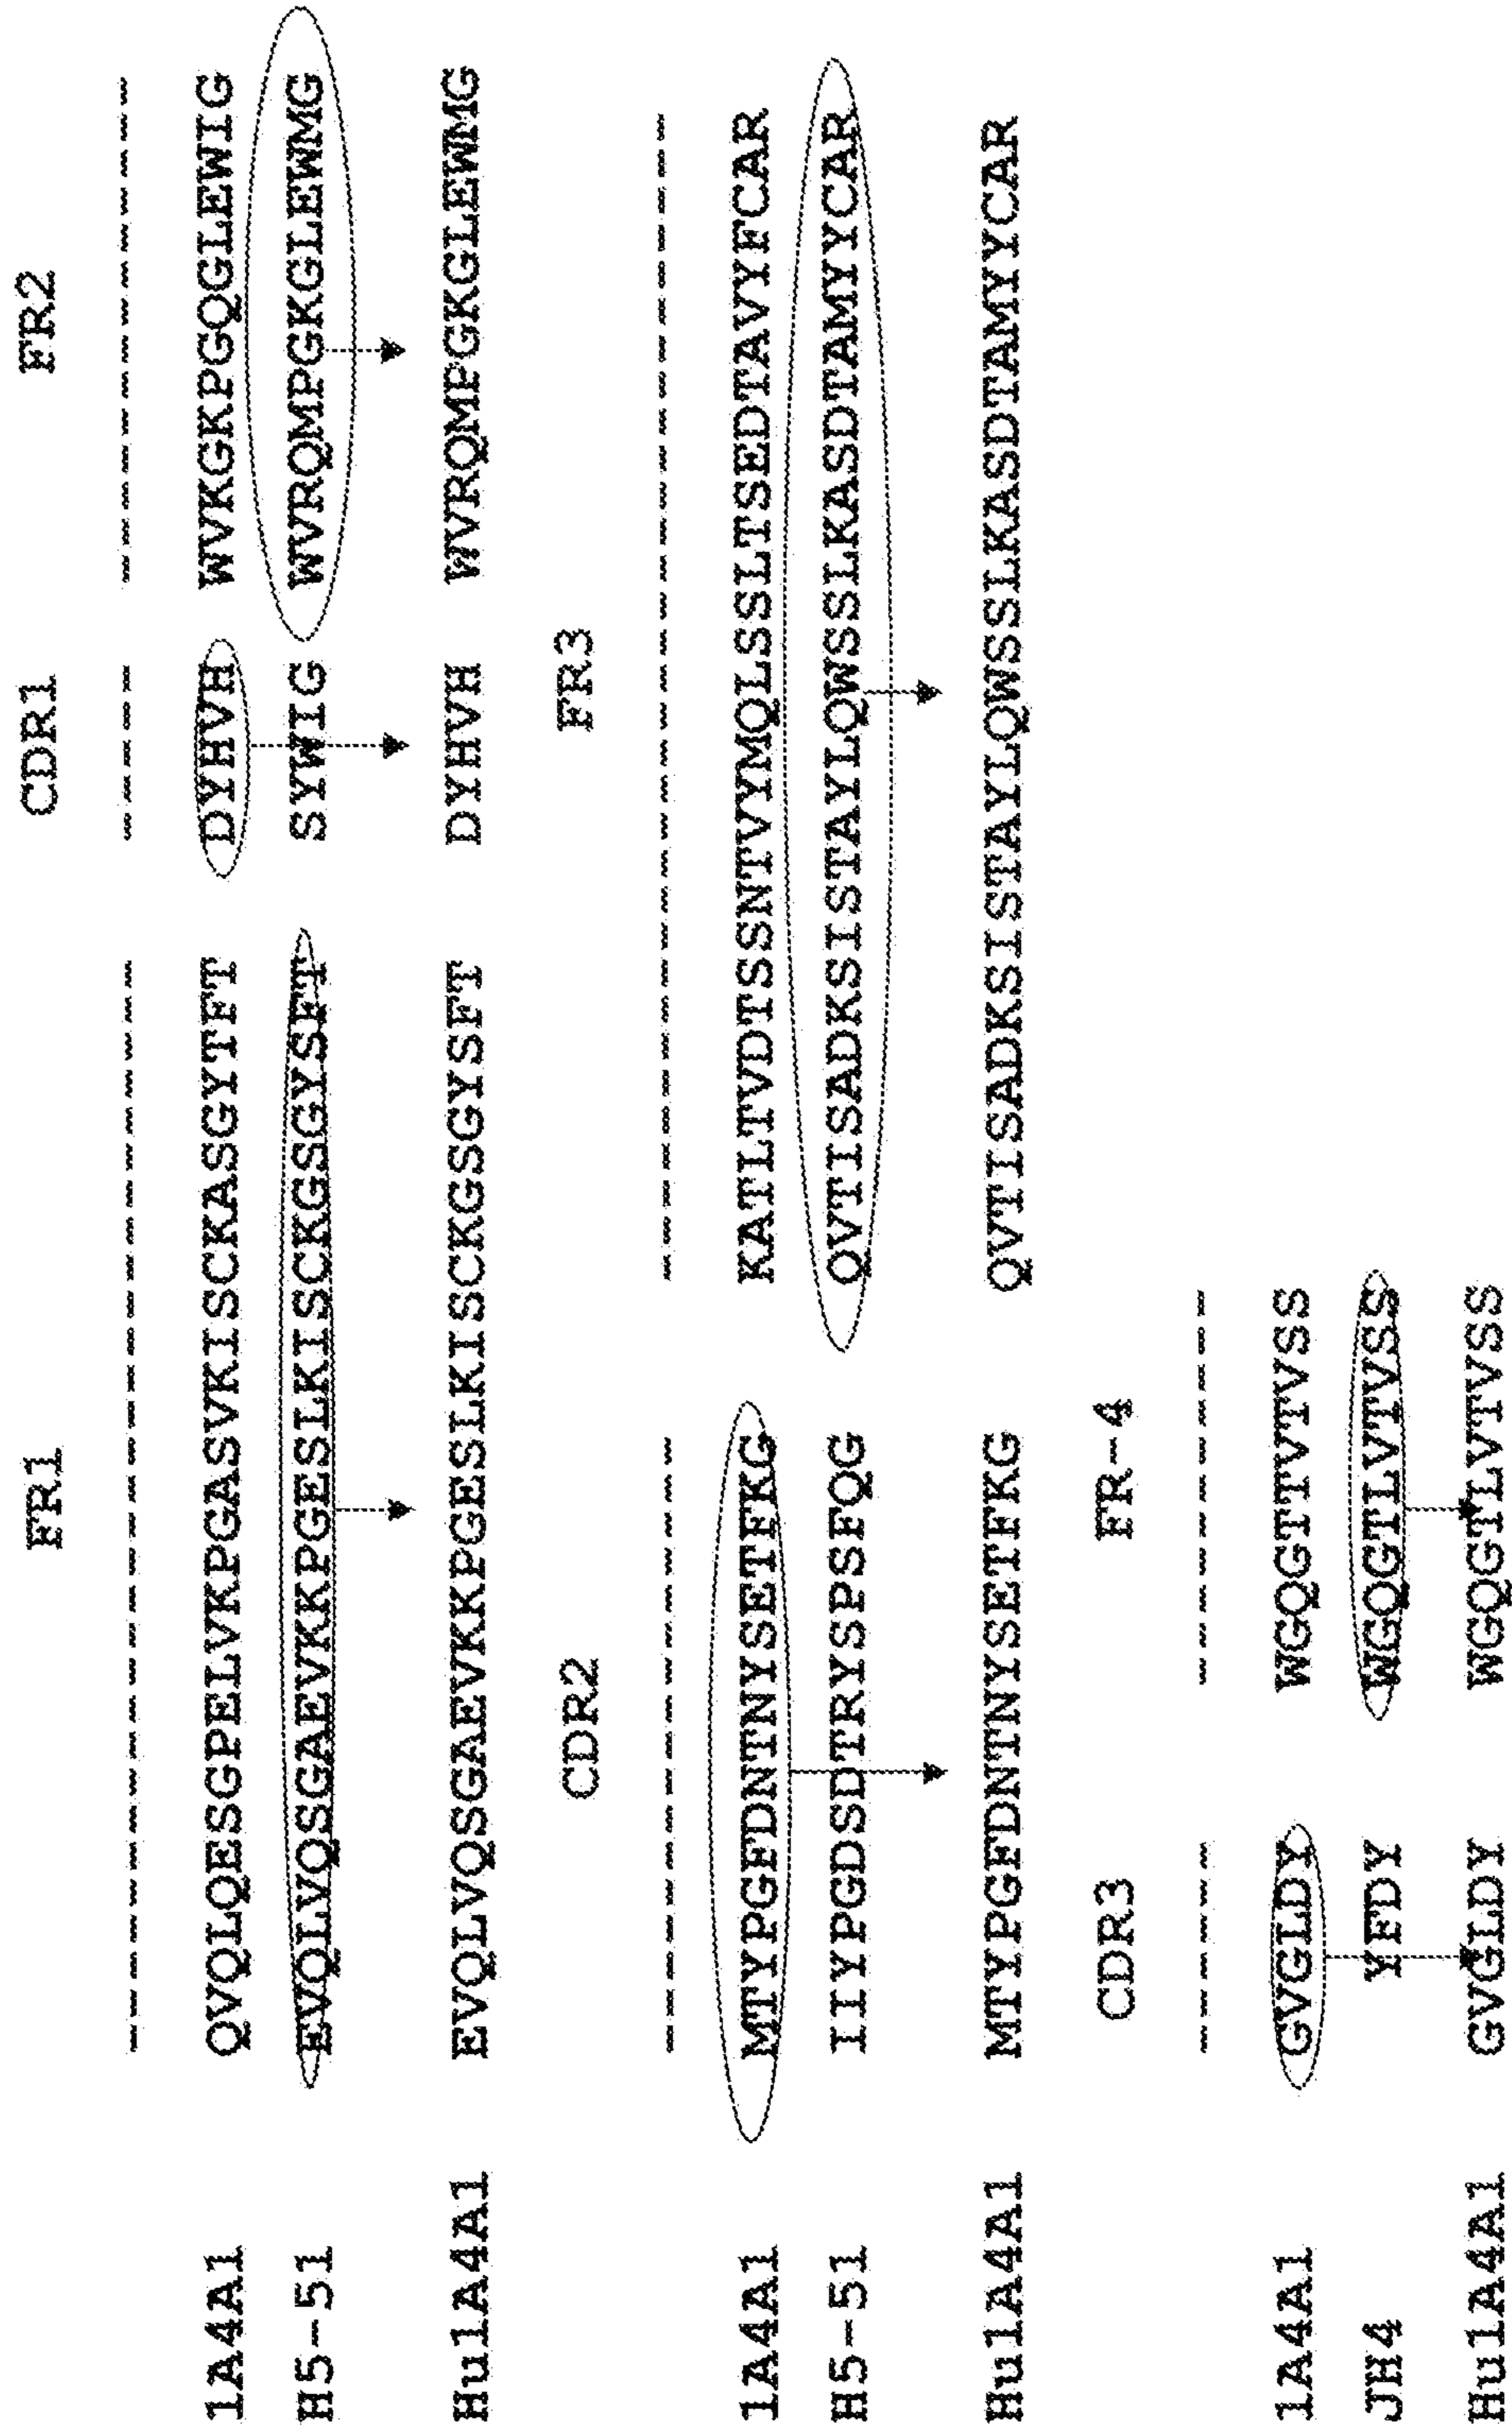 FR1 CDR1 FR2
1A4A1 QVQLQESGPELVKPGASVKISCKASGYTFT DYHVH WVKGKPGQGLEWIG
H5-51 EVQLVQSGAEVKKPGESLKISCKGSGYSFT SYWIG WVRQMPGKGLEWMG
Hu1A4A1 EVQLVQSGAEVKKPGESLKISCKGSGYSFT DYHVH WVRQMPGKGLEWMG
CDR2 FR3
1A4A1 MTYPGFDNTNYSETFKG KATLTVDTSSNTVYMQLSSLTSEDTAVYFCAR
H5-51 IIYPGDSDTRYSPSFQG QVTISADKSISTAYLQWSSLKASDTAMYYCAR
Hu1A4A1 MTYPGFDNTNYSETFKG QVTISADKSISTAYLQWSSLKASDTAMYYCAR
CDR3 FR-4
1A4A1 GVGLDY WGQGTTVTVSS
JH4 YFDY WGQGTLVTVSS
Hu1A4A1 GVGLDY WGQGTLVTVSS